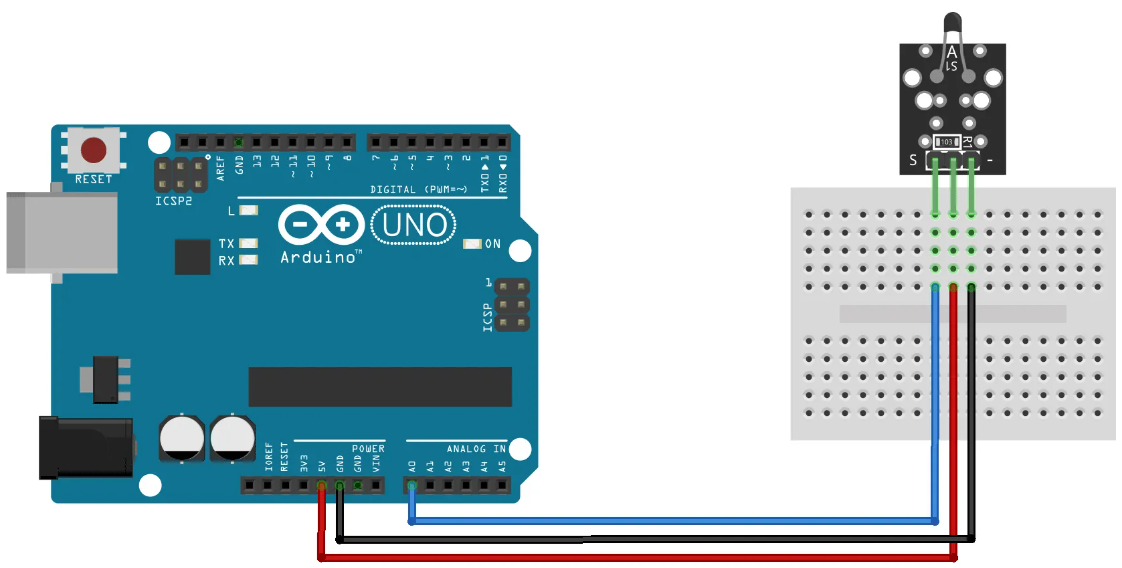 RESET
ICSP2
AREF
GND
13
12
~11
~10
~9
8
7
~6
~5
4
~3
2
TX0▶1
RX0◀0
DIGITAL (PWM=~)
L
TX
RX
UNO
Arduino™
ON
1
ICSP
POWER
ANALOG IN
IOREF
RESET
3V3
5V
GND
GND
VIN
A0
A1
A2
A3
A4
A5
A
S1
103
R1
S
-